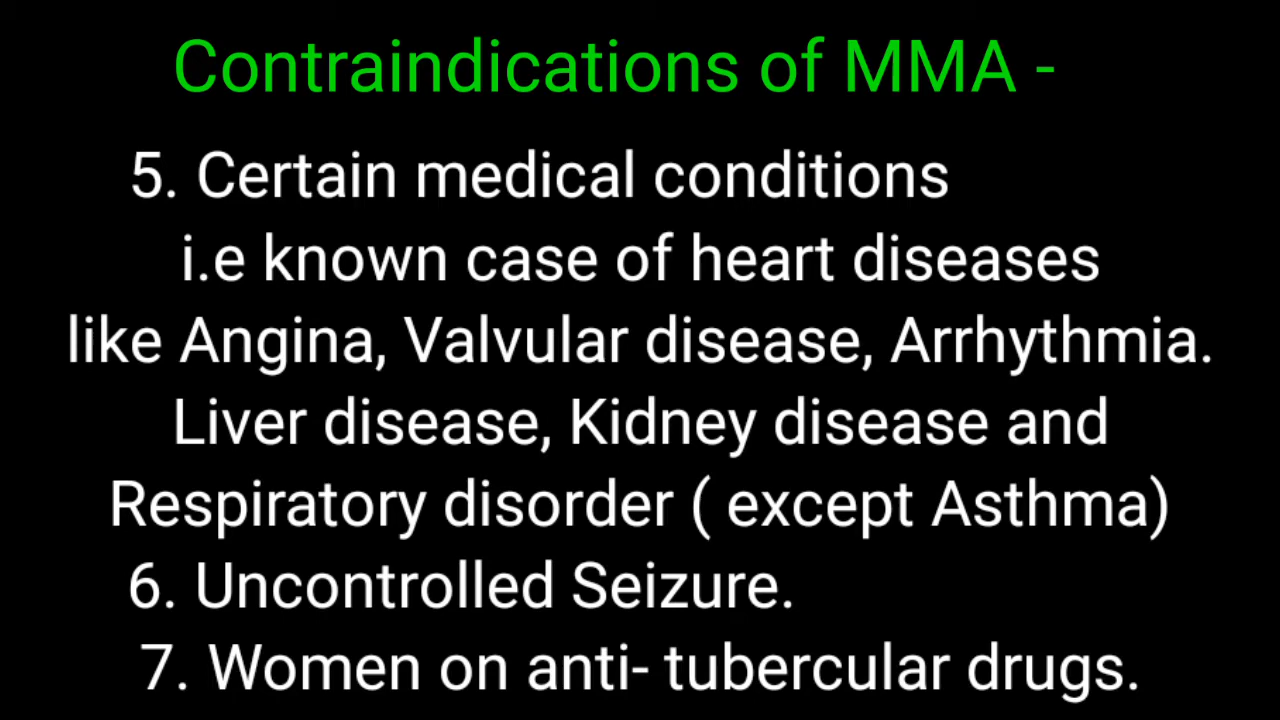 Contraindications of MMA -
5. Certain medical conditions
i.e known case of heart diseases
like Angina, Valvular disease, Arrhythmia.
Liver disease, Kidney disease and
Respiratory disorder ( except Asthma)
6. Uncontrolled Seizure.
7. Women on anti- tubercular drugs.